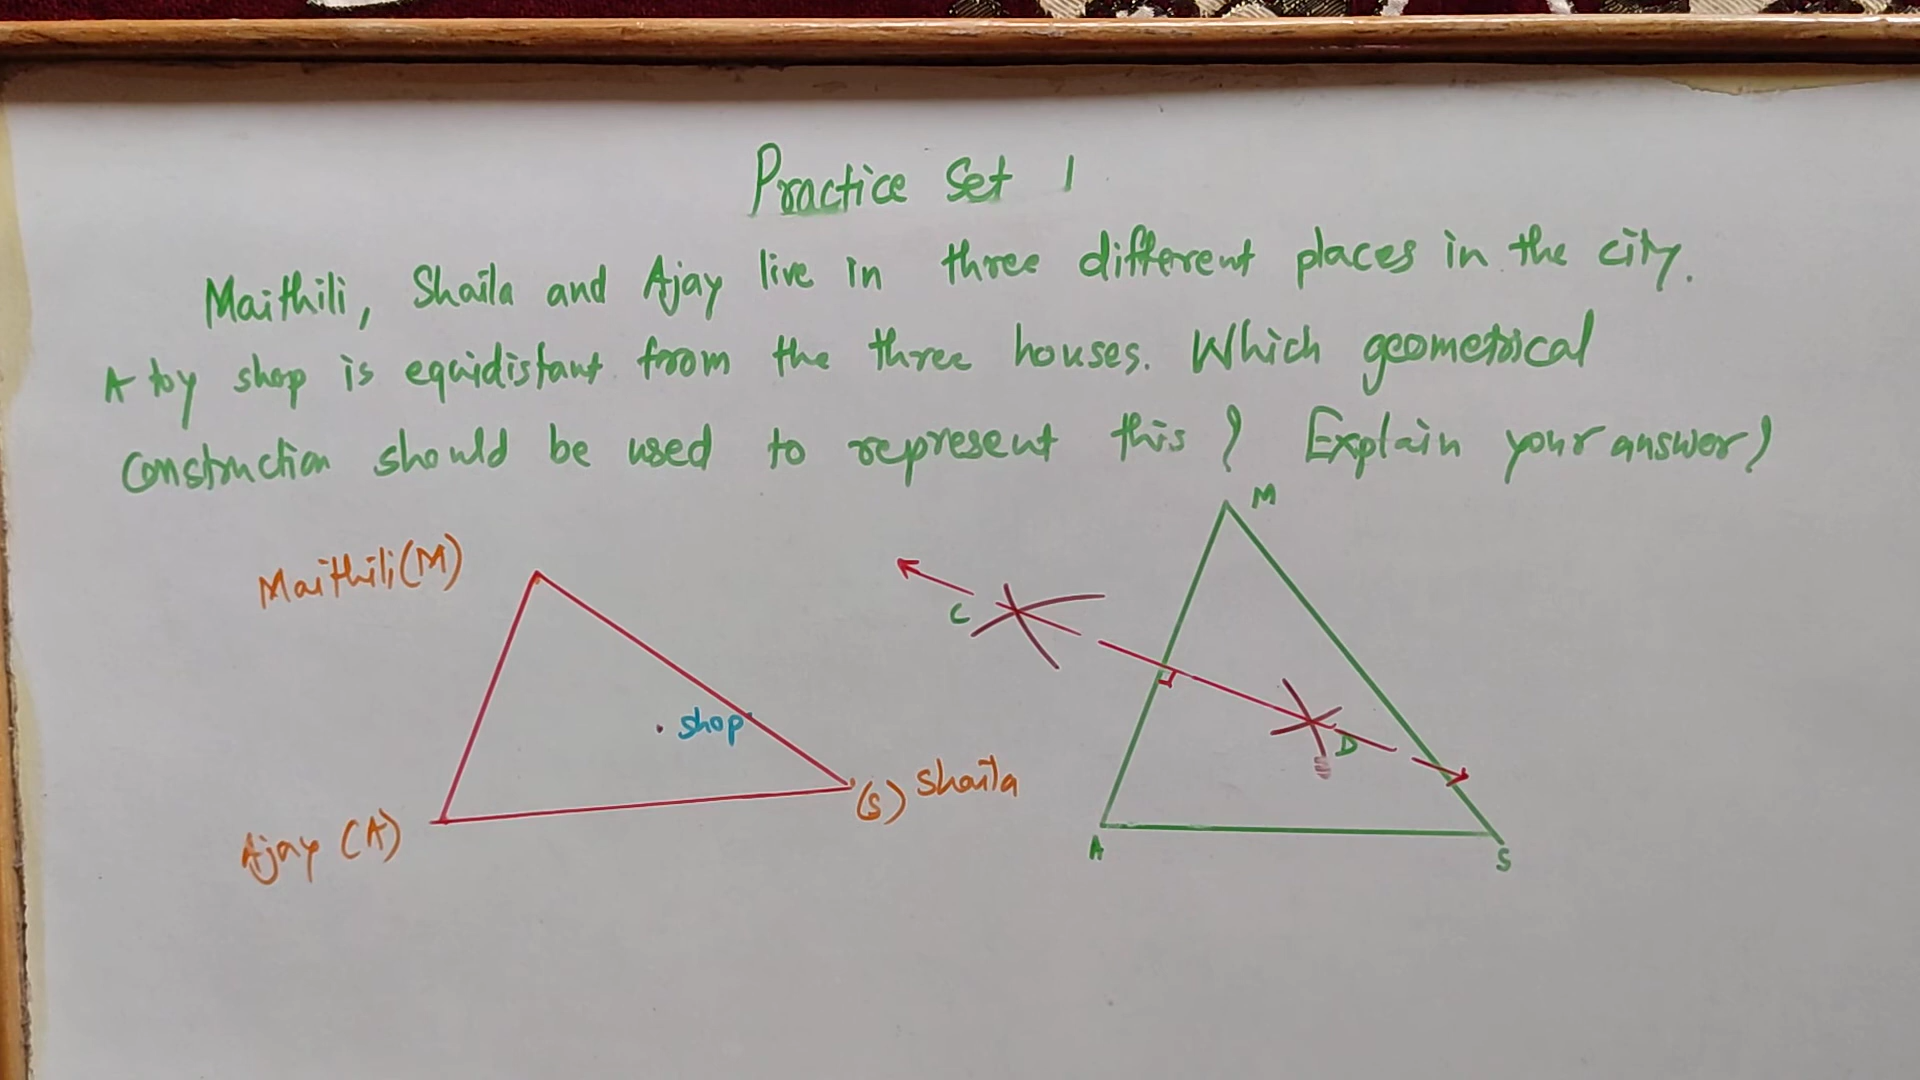 Practice Set 1
Maithili, Shaila and Ajay live in three different places in the city.
A toy shop is equidistant from the three houses. Which geometrical
construction should be used to represent this? Explain your answer?
M
Maithili(M)
C
shop
D
(S) Shaila
Ajay (A)
A
S